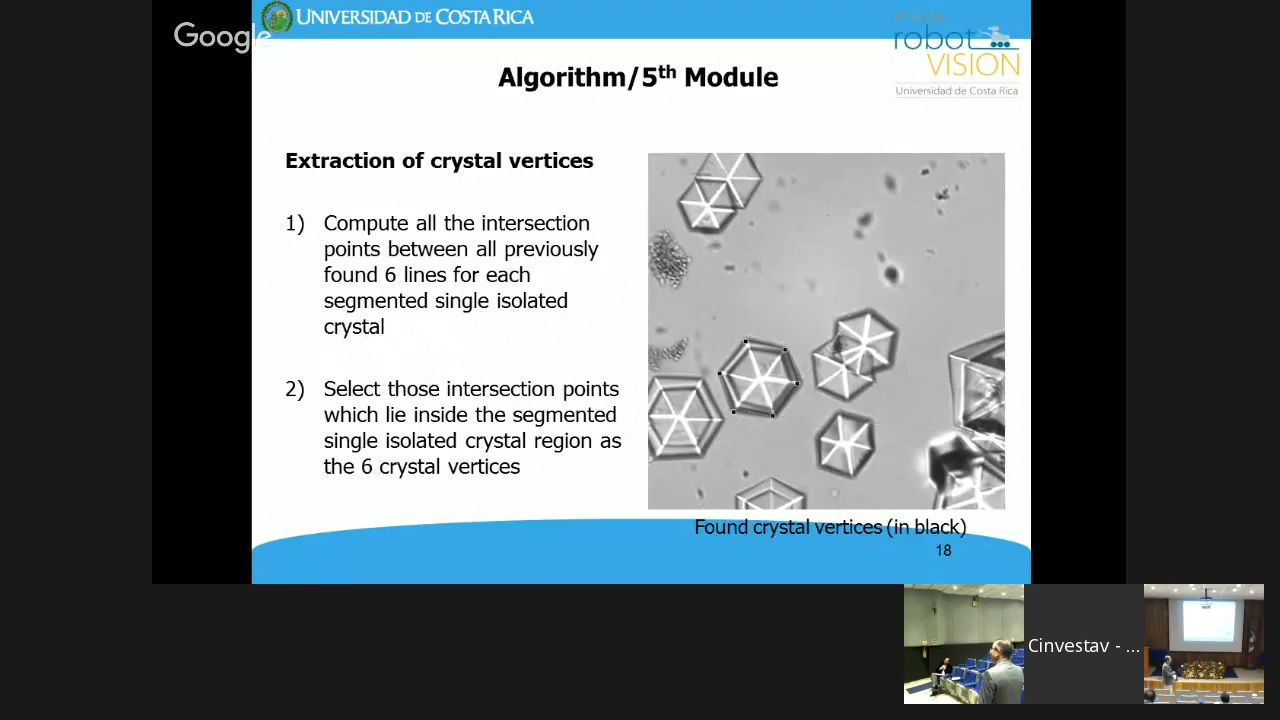 UNIVERSIDAD DE COSTA RICA
Google
robot
VISION
Universidad de Costa Rica
Algorithm/5th Module
Extraction of crystal vertices
1) Compute all the intersection
points between all previously
found 6 lines for each
segmented single isolated
crystal
2) Select those intersection points
which lie inside the segmented
single isolated crystal region as
the 6 crystal vertices
Found crystal vertices (in black)
18
Cinvestav - ...